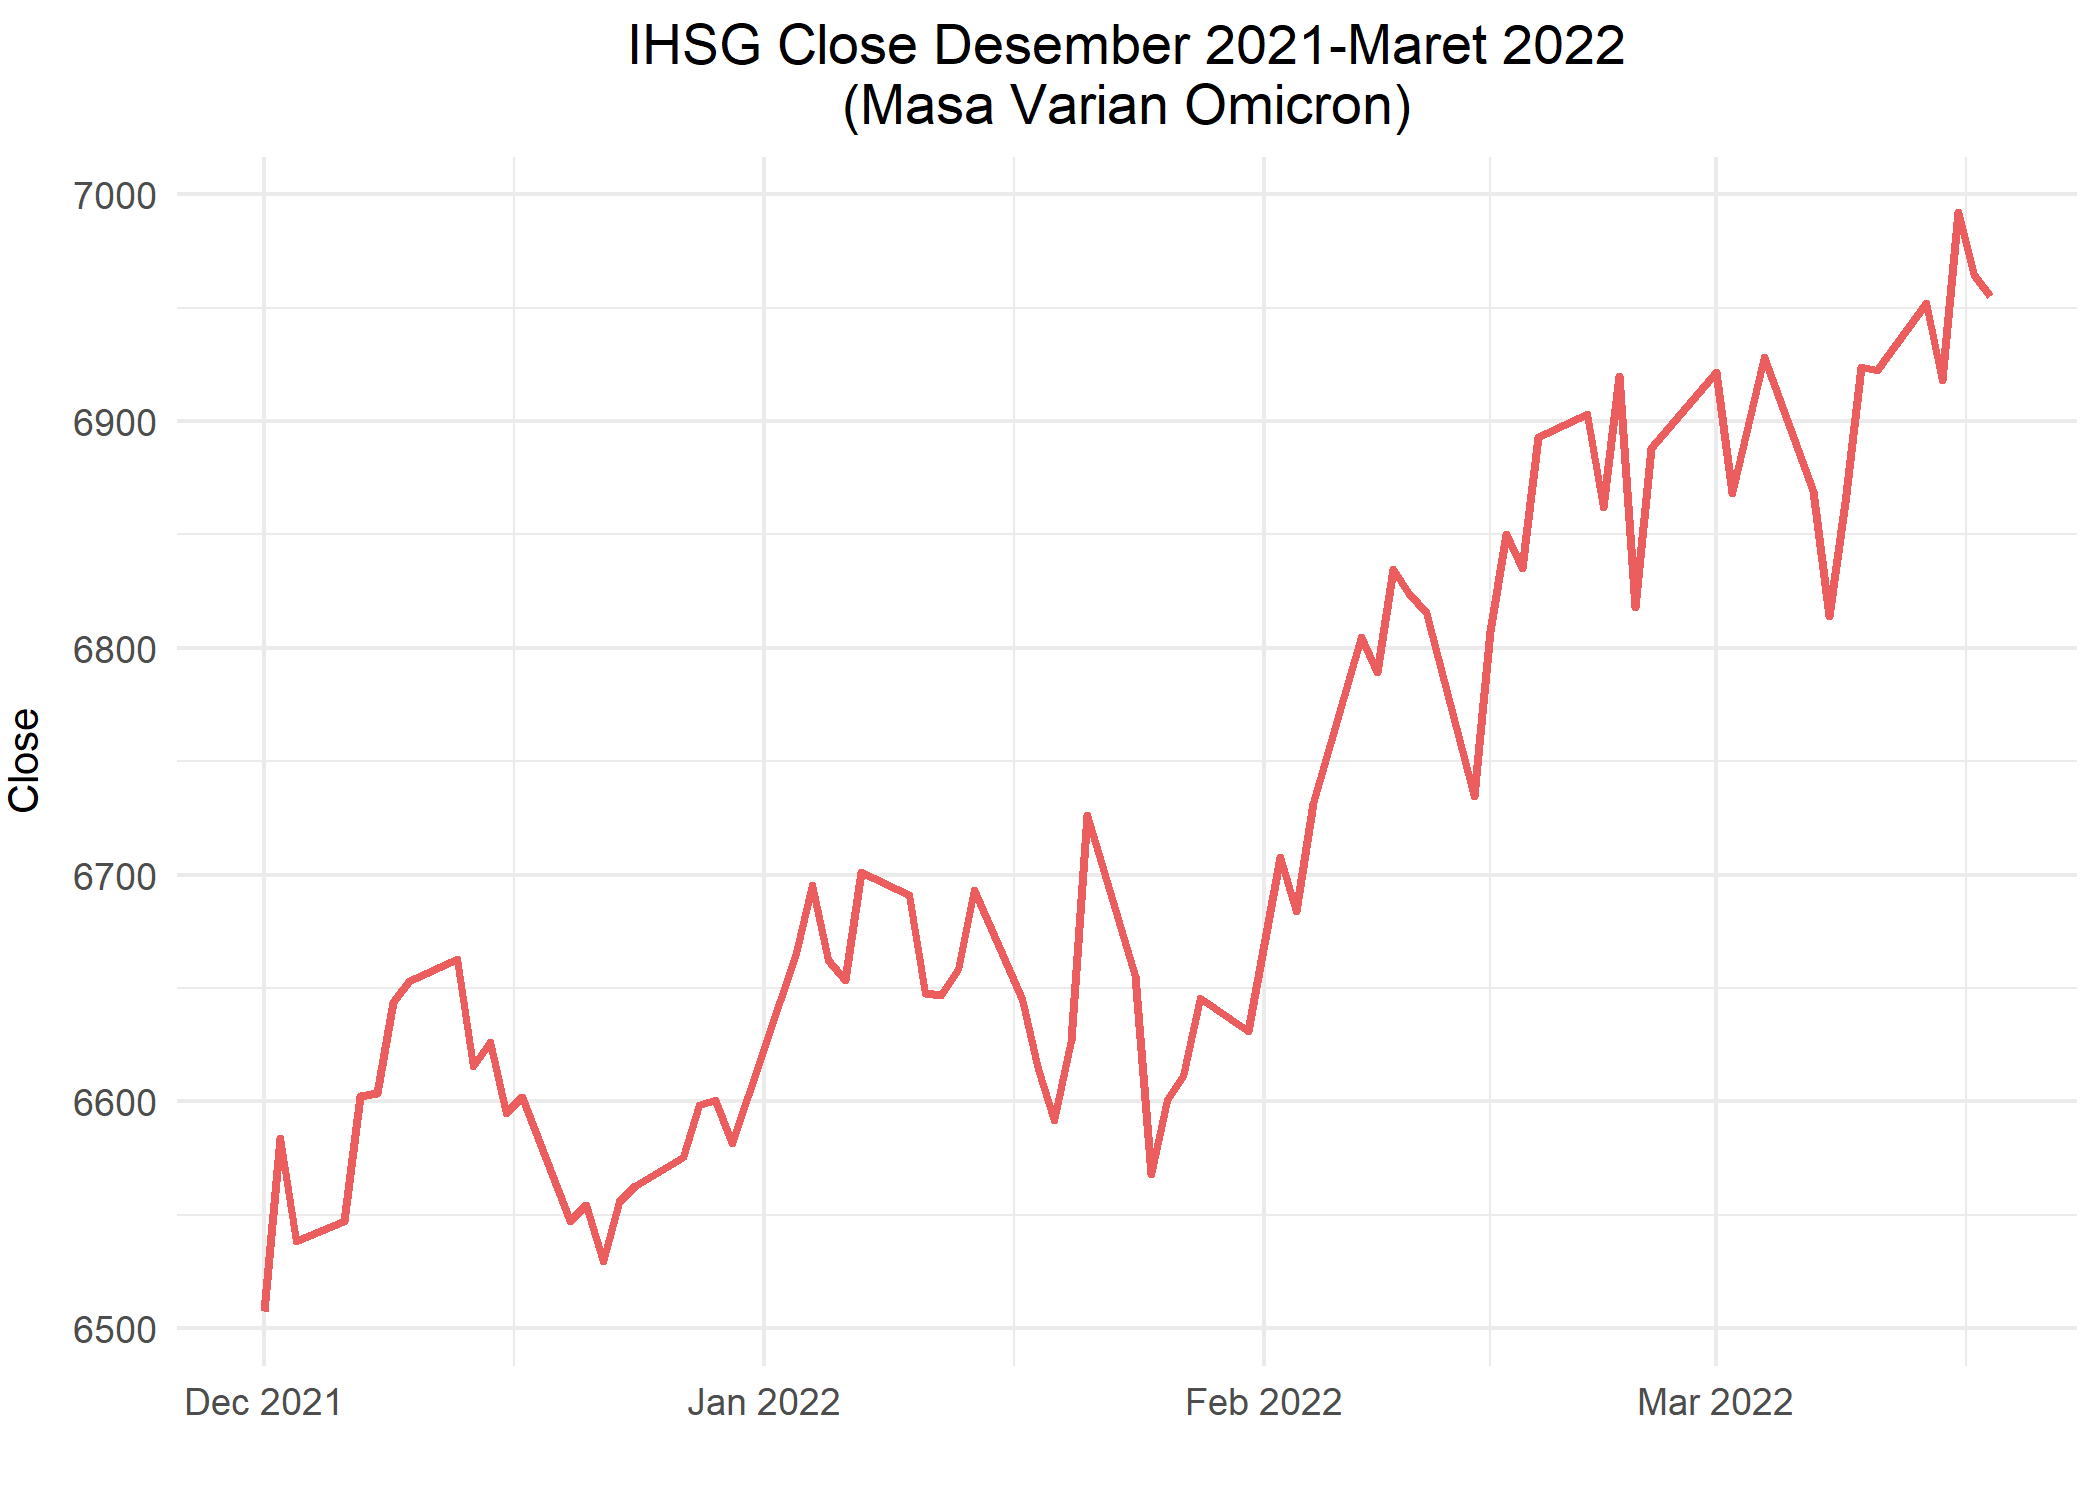 IHSG Close Desember 2021-Maret 2022
(Masa Varian Omicron)
7000
6900
6800
6700
6600
6500
Close
Dec 2021
Jan 2022
Feb 2022
Mar 2022